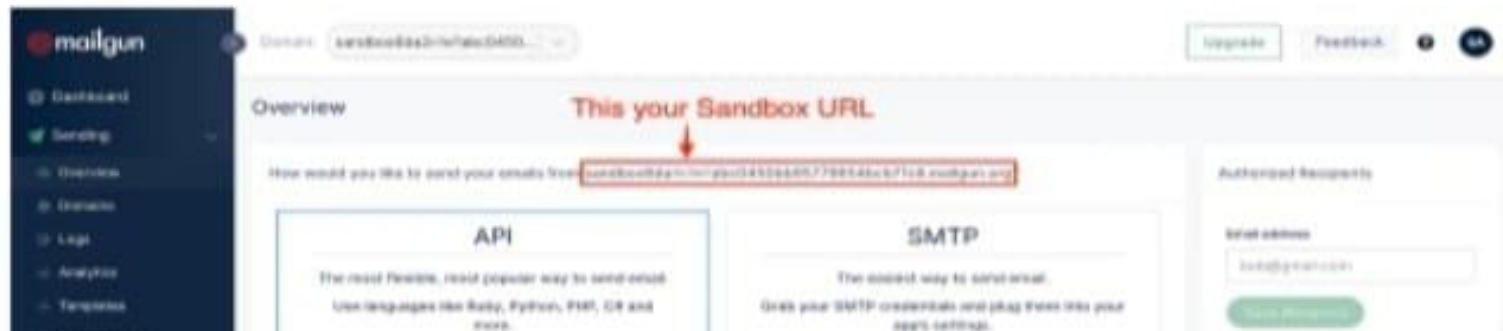 mailgun
Domain:
Upgrade
Feedback
Dashboard
Overview
This your Sandbox URL
Sending
Overview
How would you like to send your emails from
Authorized Recipients
Domains
API
SMTP
Logs
Email address
Analytics
The most flexible, most popular way to send email.
The easiest way to send email.
Templates
Use languages like Ruby, Python, PHP, C# and
more.
Grab your SMTP credentials and plug them into your
app's settings.